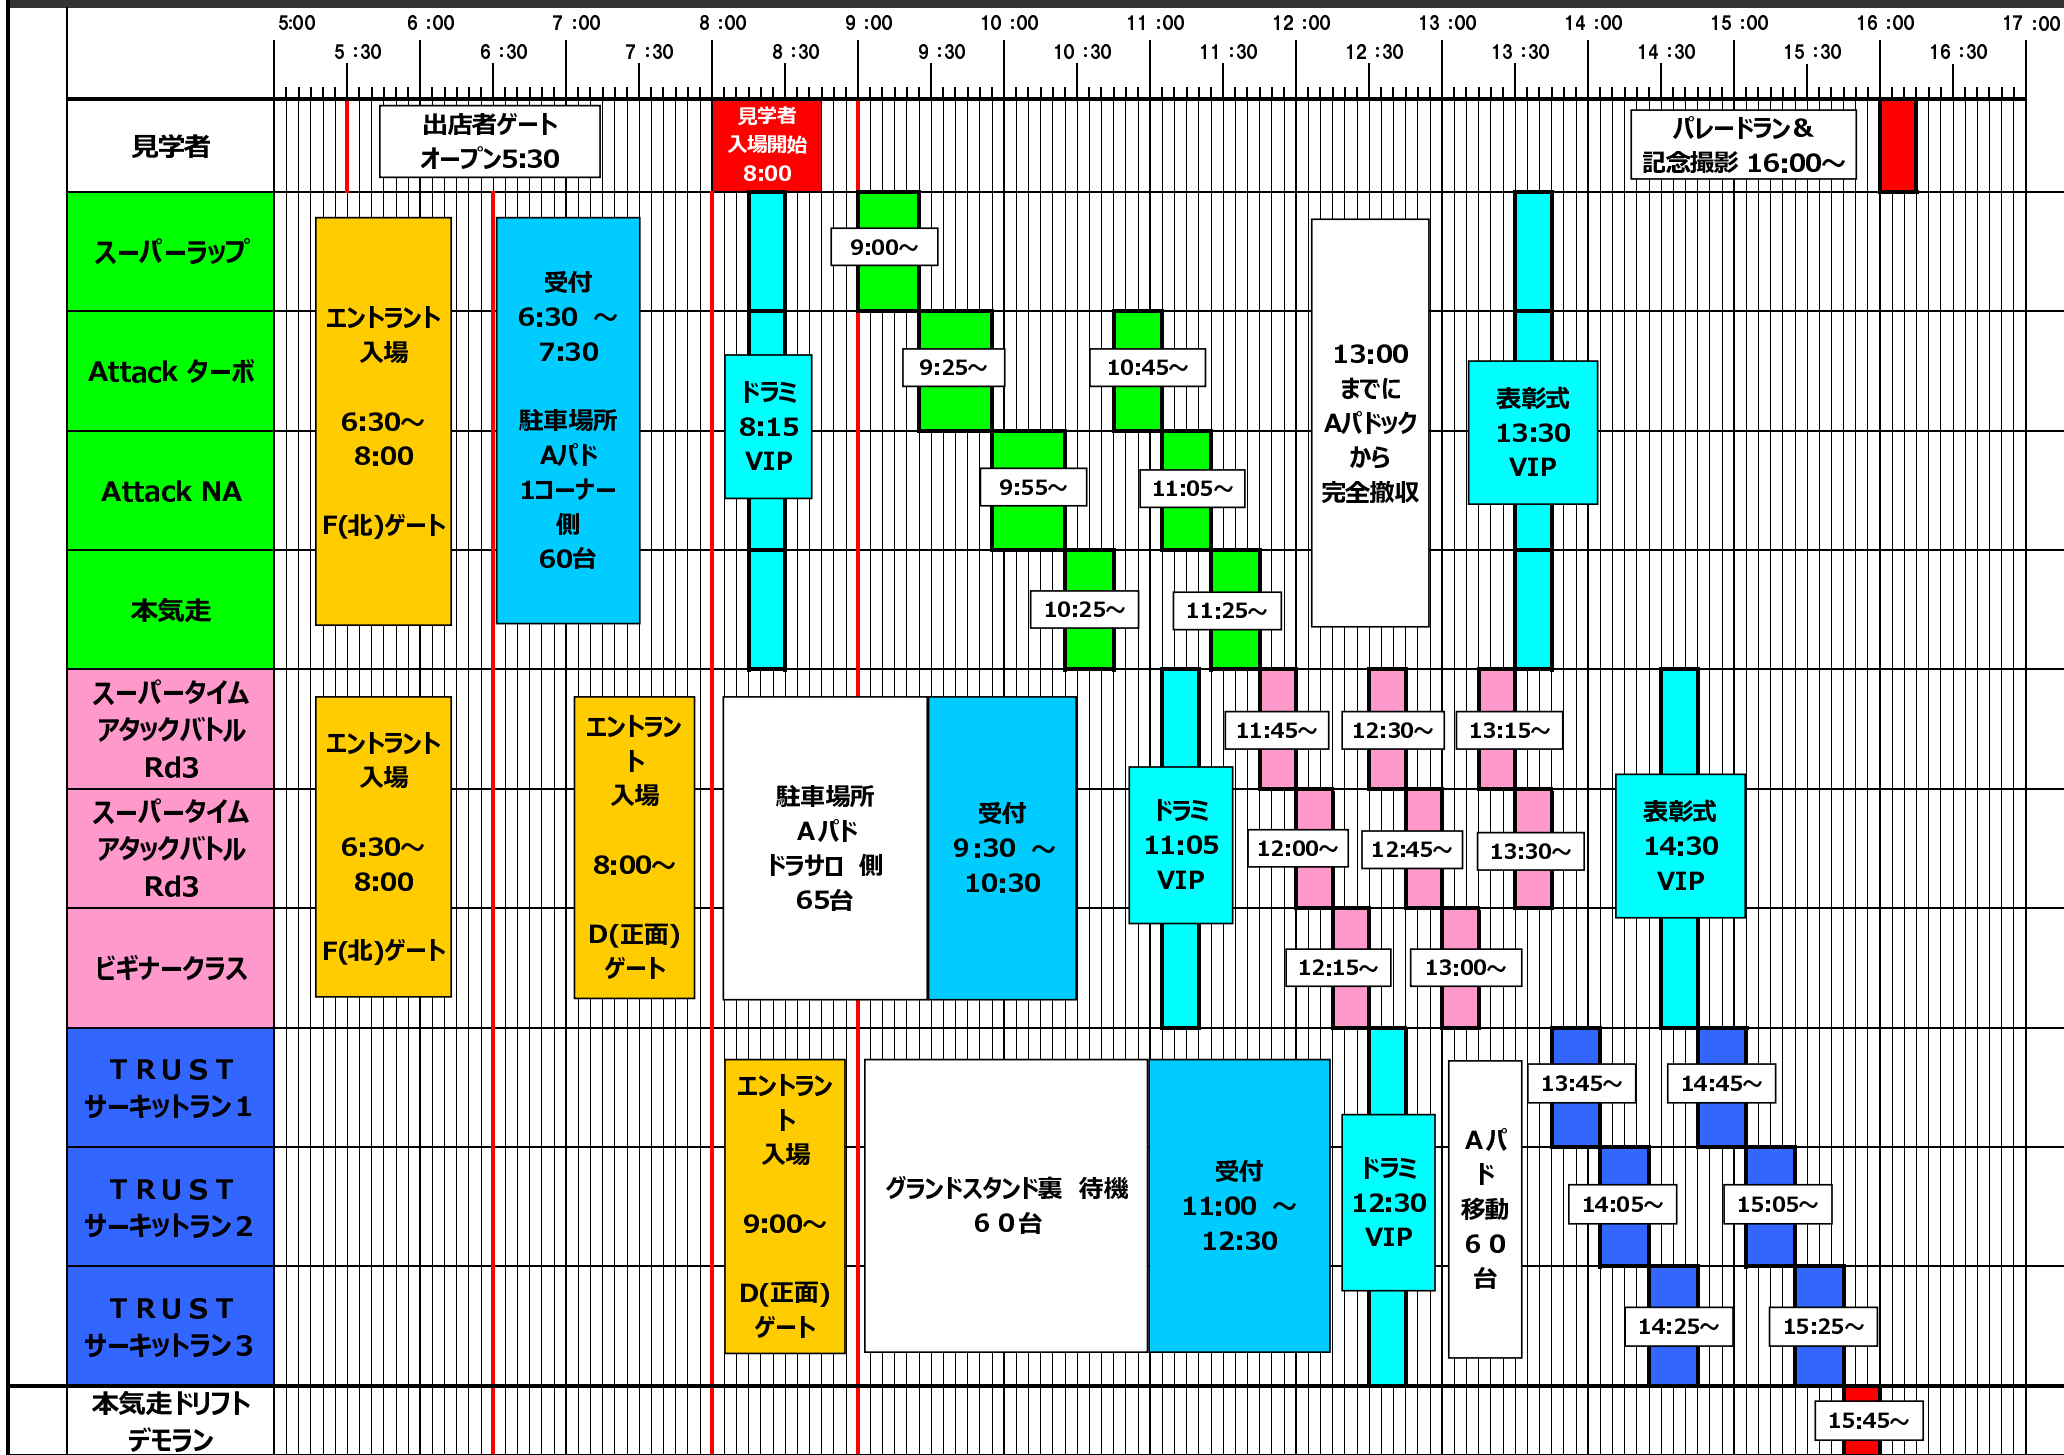 5:00 6:00 7:00 8:00 9:00 10:00 11:00 12:00 13:00 14:00 15:00 16:00 17:00
5:30 6:30 7:30 8:30 9:30 10:30 11:30 12:30 13:30 14:30 15:30 16:30
見学者
出店者ゲート
オープン5:30
見学者
入場開始
8:00
パレードラン＆
記念撮影 16:00～
スーパーラップ
Attack ターボ
Attack NA
本気走
エントラント
入場
6:30～
8:00
F(北)ゲート
受付
6:30 ～
7:30
駐車場所
Aパド
1コーナー
側
60台
ドラミ
8:15
VIP
9:00～
9:25～
9:55～
10:25～
10:45～
11:05～
11:25～
13:00
までに
Aパドック
から
完全撤収
表彰式
13:30
VIP
スーパータイム
アタックバトル
Rd3
スーパータイム
アタックバトル
Rd3
ビギナークラス
エントラント
入場
6:30～
8:00
F(北)ゲート
エントラン
ト
入場
8:00～
D(正面)
ゲート
駐車場所
Aパド
ドラサロ 側
65台
受付
9:30 ～
10:30
ドラミ
11:05
VIP
11:45～
12:00～
12:15～
12:30～
12:45～
13:00～
13:15～
13:30～
表彰式
14:30
VIP
ＴＲＵＳＴ
サーキットラン１
ＴＲＵＳＴ
サーキットラン２
ＴＲＵＳＴ
サーキットラン３
エントラン
ト
入場
9:00～
D(正面)
ゲート
グランドスタンド裏　待機
６０台
受付
11:00 ～
12:30
ドラミ
12:30
VIP
Aパ
ド
移動
６０
台
13:45～
14:05～
14:25～
14:45～
15:05～
15:25～
本気走ドリフト
デモラン
15:45～